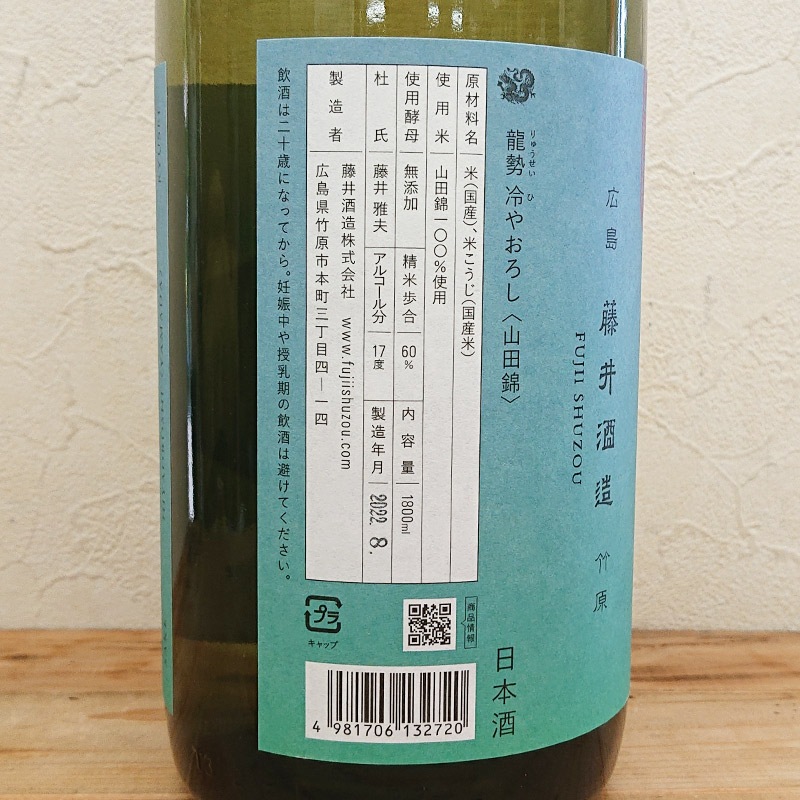 広島 藤井酒造 竹原
FUJII SHUZOU
りゅうせい ひ
龍勢 冷やおろし〈山田錦〉
日本酒
原材料名 米(国産)、米こうじ(国産米)
使用米 山田錦一〇〇%使用
使用酵母 無添加 精米歩合 60% 内容量 1800ml
杜氏 藤井雅夫 アルコール分 17度 製造年月 2022.8.
製造者 藤井酒造株式会社 www.fujiishuzou.com
広島県竹原市本町三丁目四―一四
飲酒は二十歳になってから。妊娠中や授乳期の飲酒は避けてください。
商品情報
プラ
キャップ
4 981706 132720